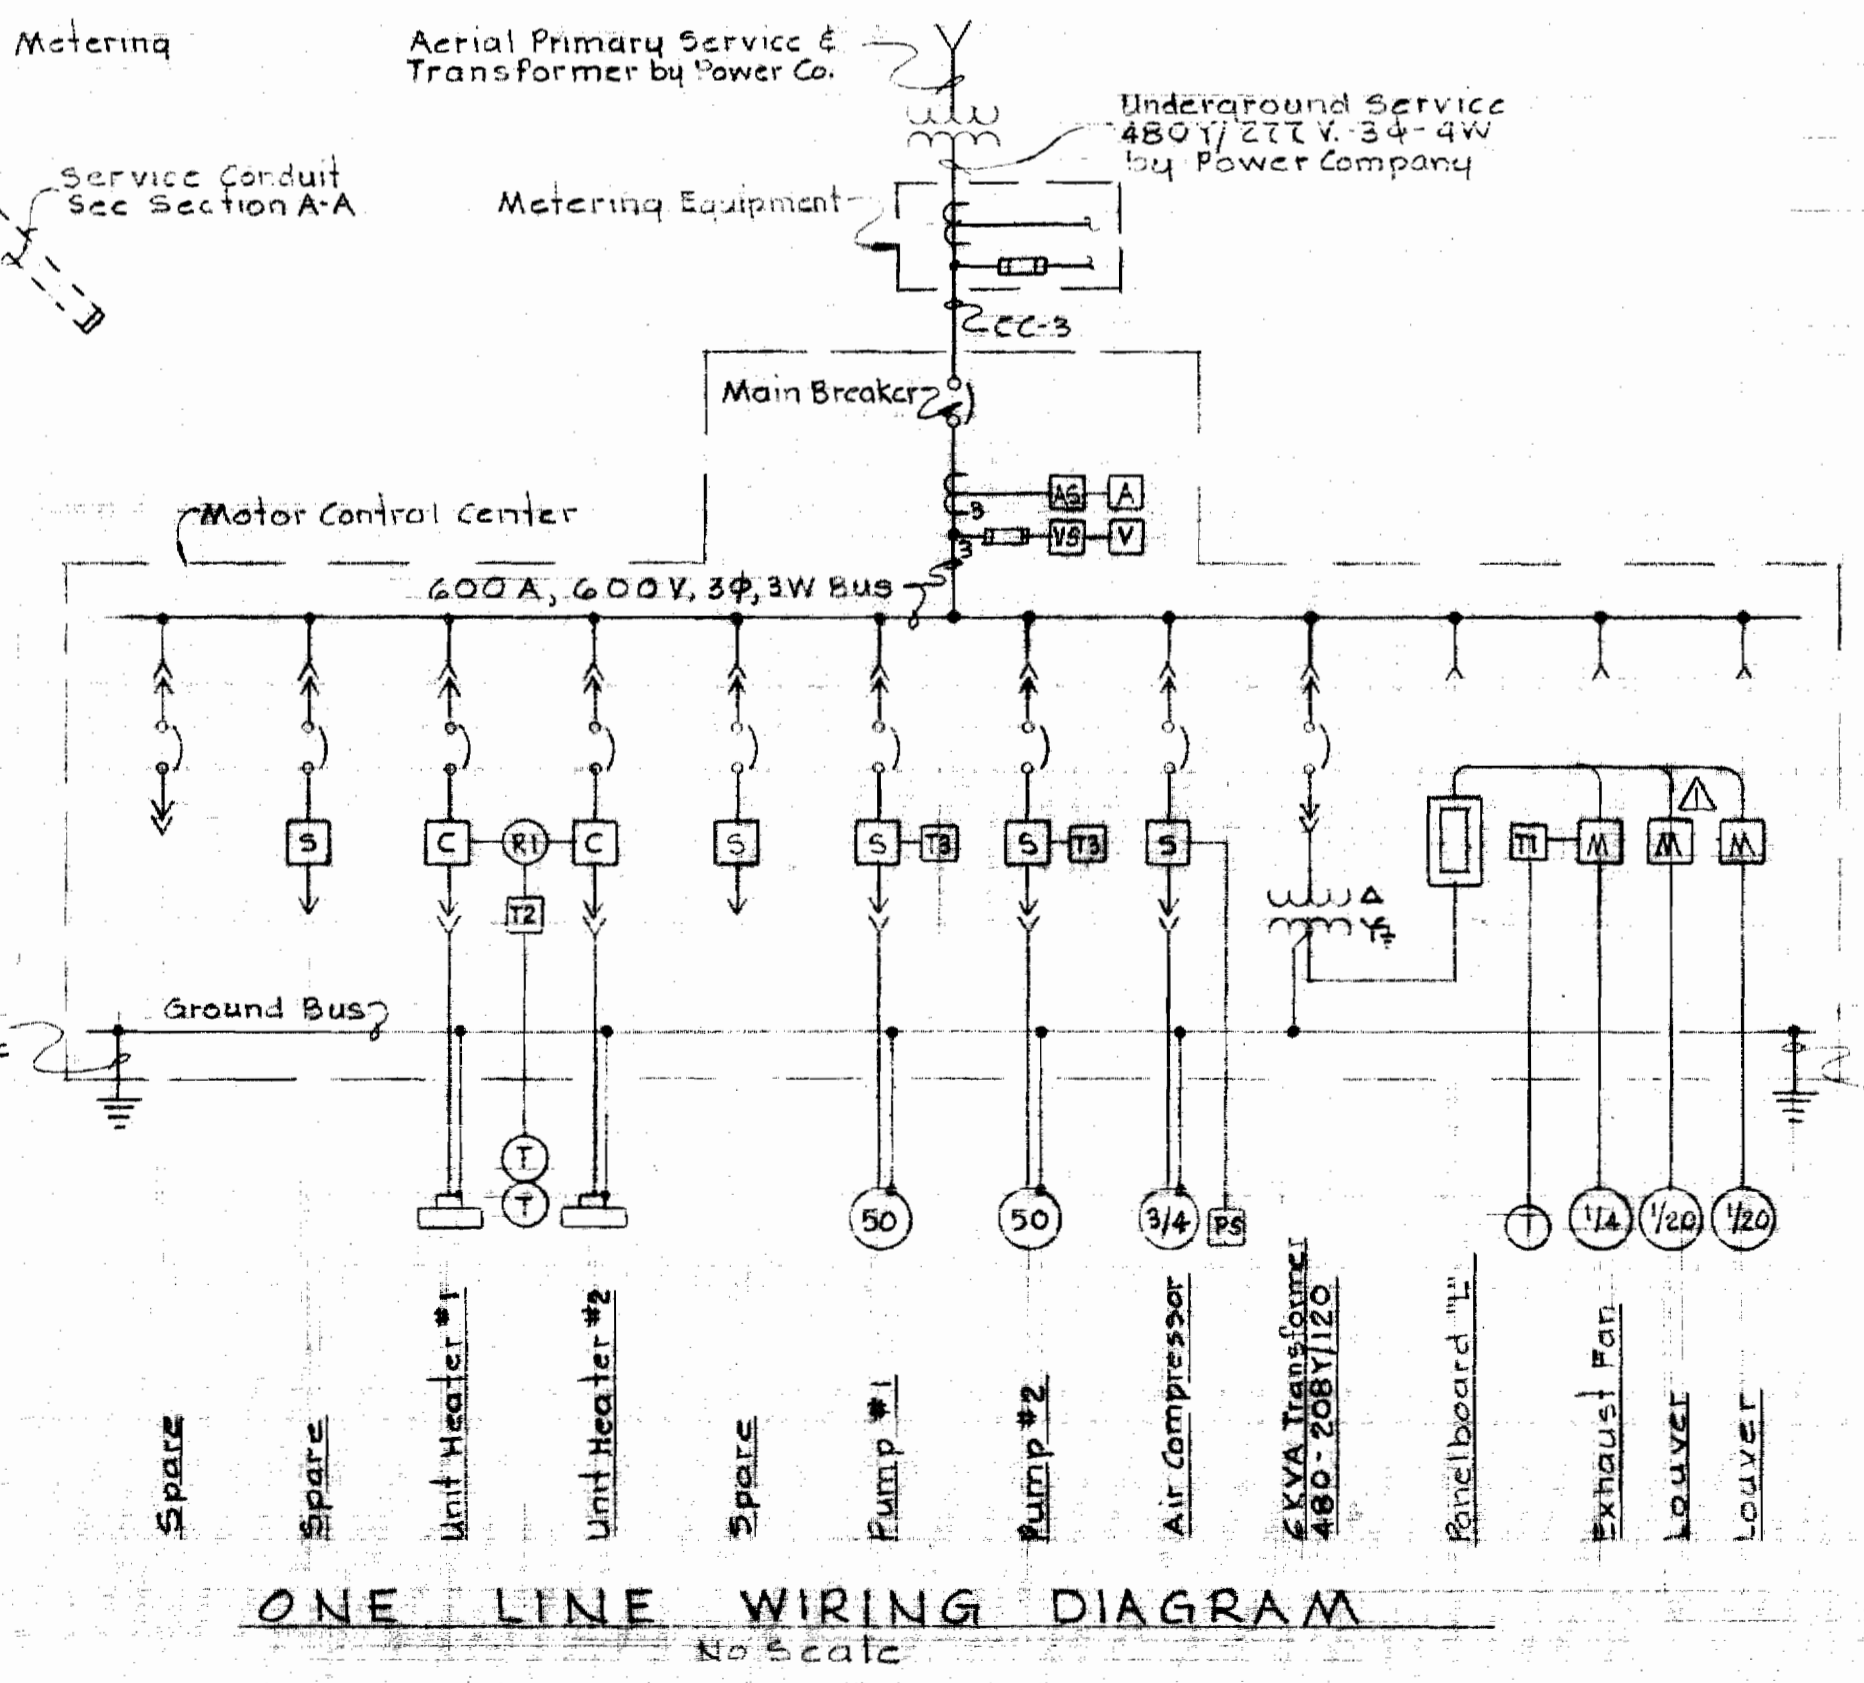 Metering
Aerial Primary Service &
Transformer by Power Co.
Underground Service
480Y/277V. 3ϕ-4W
by Power Company
Service Conduit
See Section A-A
Metering Equipment
CC-3
Main Breaker
AS A
3
VS V
3
Motor Control Center
600A, 600V, 3ϕ, 3W Bus
S C R1 C S S T3 S T3 S T1 M M M
1
T2
Δ
Y
Ground Bus
T
T
50 50 3/4 PS T 1/4 1/20 1/20
Spare
Spare
Unit Heater #1
Unit Heater #2
Spare
Pump #1
Pump #2
Air Compressor
6 KVA Transformer
480-208Y/120
Panelboard "L"
Exhaust Fan
Louver
Louver
ONE LINE WIRING DIAGRAM
No Scale